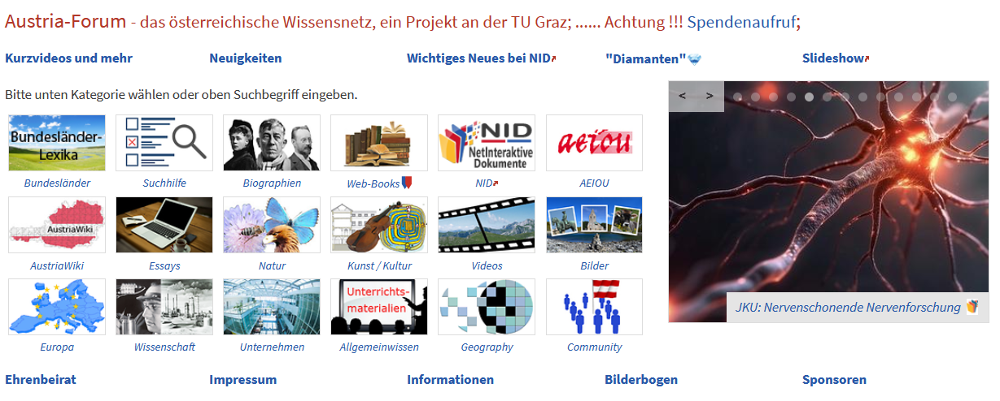 Austria-Forum - das österreichische Wissensnetz, ein Projekt an der TU Graz; ...... Achtung !!! Spendenaufruf;
Kurzvideos und mehr
Neuigkeiten
Wichtiges Neues bei NID
"Diamanten"
Slideshow
Bitte unten Kategorie wählen oder oben Suchbegriff eingeben.
< >
Bundesländer-
Lexika
NID
NetInteraktive
Dokumente
aeiou
Bundesländer
Suchhilfe
Biographien
Web-Books
NID
AEIOU
AustriaWiki
AustriaWiki
Essays
Natur
Kunst / Kultur
Videos
Bilder
Unterrichts-
materialien
JKU: Nervenschonende Nervenforschung
Europa
Wissenschaft
Unternehmen
Allgemeinwissen
Geography
Community
Ehrenbeirat
Impressum
Informationen
Bilderbogen
Sponsoren